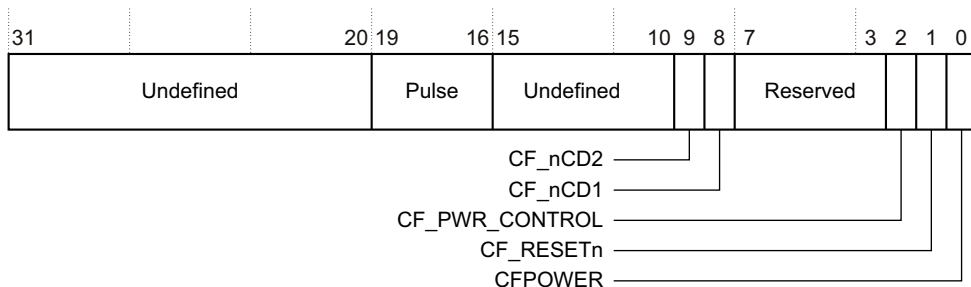 31 20 19 16 15 10 9 8 7 3 2 1 0
Undefined Pulse Undefined Reserved
CF_nCD2
CF_nCD1
CF_PWR_CONTROL
CF_RESETn
CFPOWER